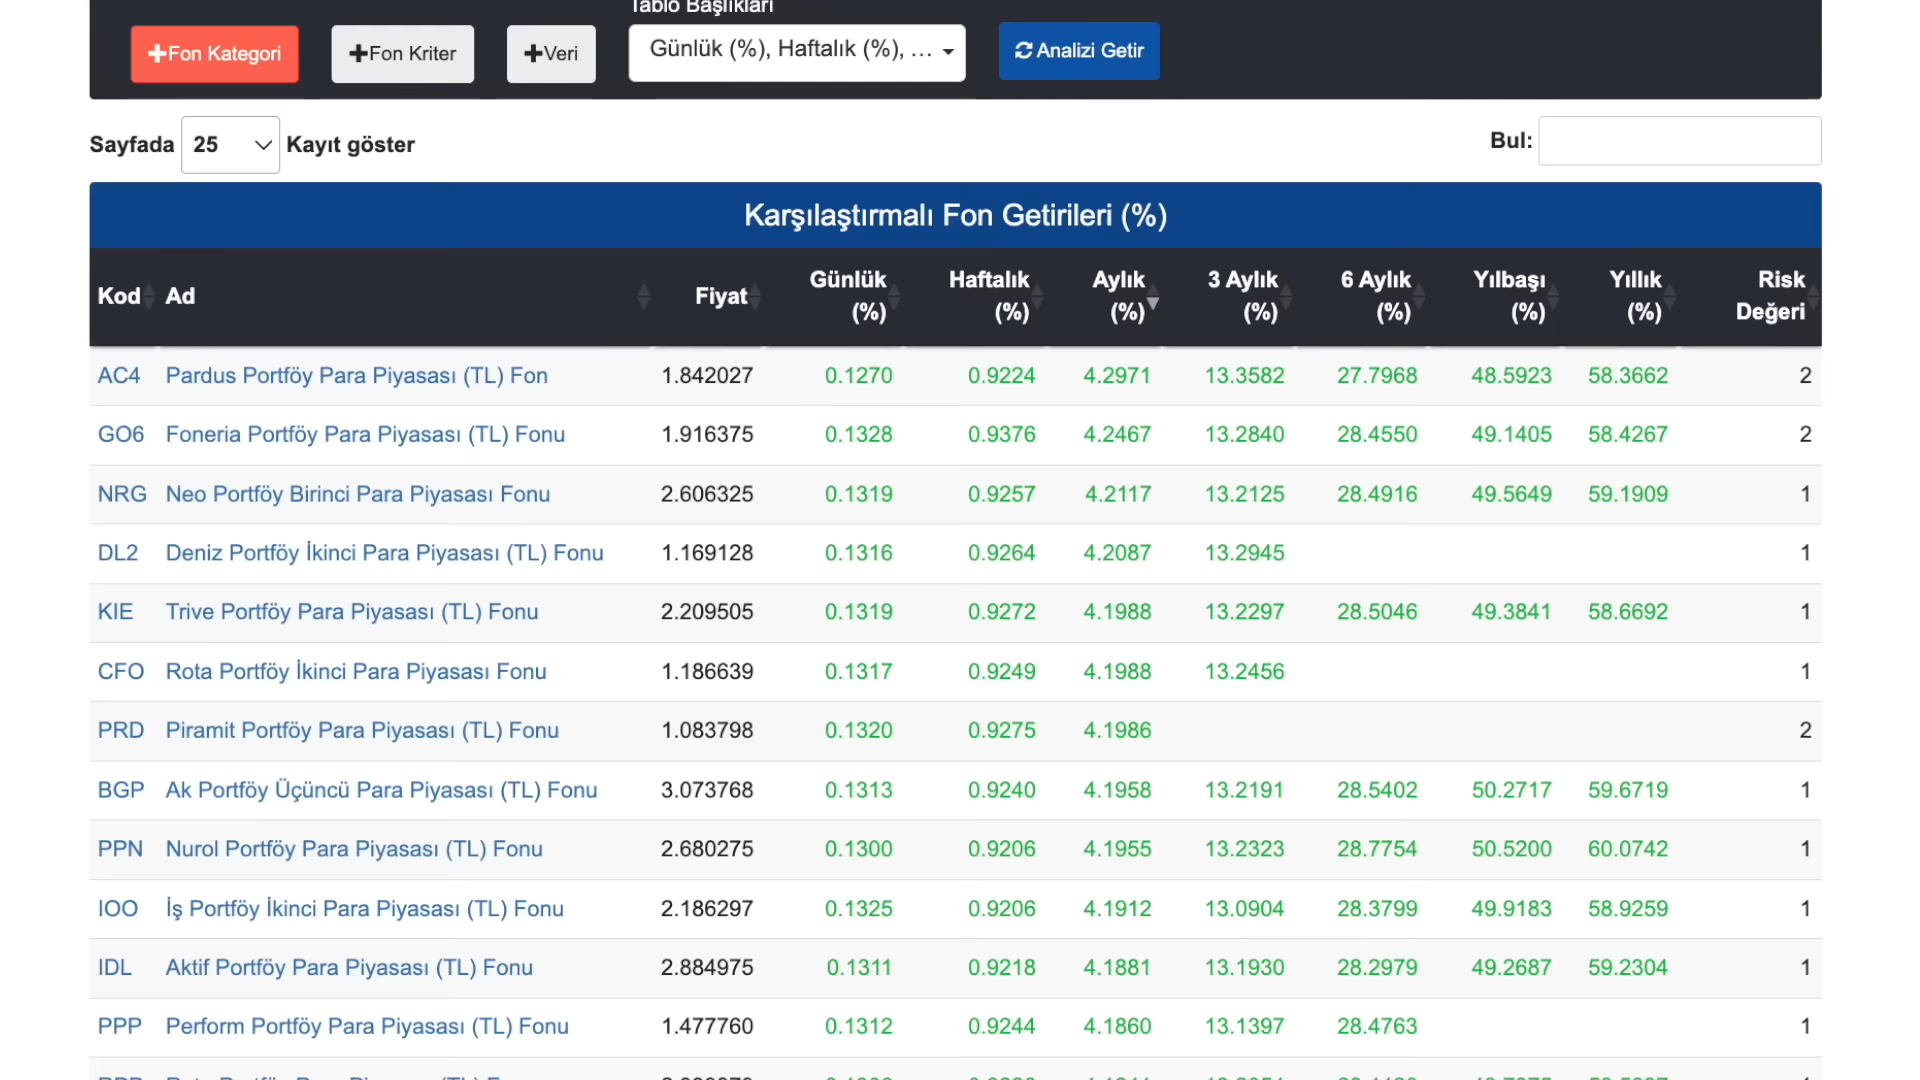 Tablo Başlıkları
Fon Kategori Fon Kriter Veri Günlük (%), Haftalık (%), ... Analizi Getir
Sayfada 25 Kayıt göster Bul:
Karşılaştırmalı Fon Getirileri (%)
Kod Ad Fiyat Günlük (%) Haftalık (%) Aylık (%) 3 Aylık (%) 6 Aylık (%) Yılbaşı (%) Yıllık (%) Risk Değeri
AC4 Pardus Portföy Para Piyasası (TL) Fon 1.842027 0.1270 0.9224 4.2971 13.3582 27.7968 48.5923 58.3662 2
GO6 Foneria Portföy Para Piyasası (TL) Fonu 1.916375 0.1328 0.9376 4.2467 13.2840 28.4550 49.1405 58.4267 2
NRG Neo Portföy Birinci Para Piyasası Fonu 2.606325 0.1319 0.9257 4.2117 13.2125 28.4916 49.5649 59.1909 1
DL2 Deniz Portföy İkinci Para Piyasası (TL) Fonu 1.169128 0.1316 0.9264 4.2087 13.2945 1
KIE Trive Portföy Para Piyasası (TL) Fonu 2.209505 0.1319 0.9272 4.1988 13.2297 28.5046 49.3841 58.6692 1
CFO Rota Portföy İkinci Para Piyasası Fonu 1.186639 0.1317 0.9249 4.1988 13.2456 1
PRD Piramit Portföy Para Piyasası (TL) Fonu 1.083798 0.1320 0.9275 4.1986 2
BGP Ak Portföy Üçüncü Para Piyasası (TL) Fonu 3.073768 0.1313 0.9240 4.1958 13.2191 28.5402 50.2717 59.6719 1
PPN Nurol Portföy Para Piyasası (TL) Fonu 2.680275 0.1300 0.9206 4.1955 13.2323 28.7754 50.5200 60.0742 1
IOO İş Portföy İkinci Para Piyasası (TL) Fonu 2.186297 0.1325 0.9206 4.1912 13.0904 28.3799 49.9183 58.9259 1
IDL Aktif Portföy Para Piyasası (TL) Fonu 2.884975 0.1311 0.9218 4.1881 13.1930 28.2979 49.2687 59.2304 1
PPP Perform Portföy Para Piyasası (TL) Fonu 1.477760 0.1312 0.9244 4.1860 13.1397 28.4763 1